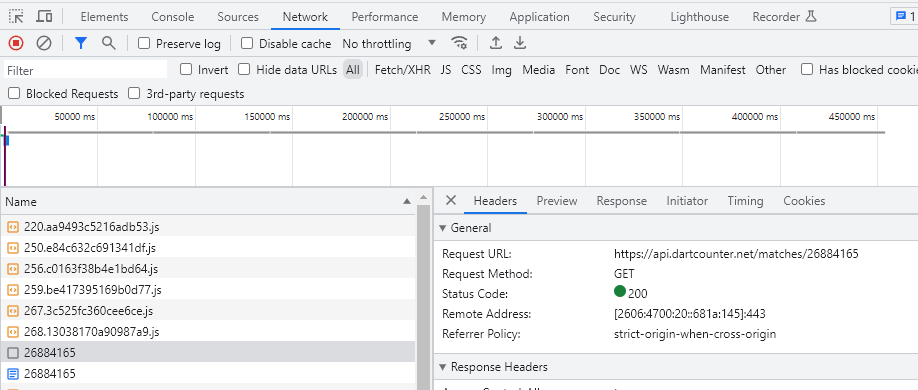 Elements Console Sources Network Performance Memory Application Security Lighthouse Recorder 1
Preserve log Disable cache No throttling
Filter Invert Hide data URLs All Fetch/XHR JS CSS Img Media Font Doc WS Wasm Manifest Other Has blocked cookie
Blocked Requests 3rd-party requests
50000 ms 100000 ms 150000 ms 200000 ms 250000 ms 300000 ms 350000 ms 400000 ms 450000 ms
Name Headers Preview Response Initiator Timing Cookies
220.aa9493c5216adb53.js
250.e84c632c691341df.js
256.c0163f38b4e1bd64.js
259.be417395169b0d77.js
267.3c525fc360cee6ce.js
268.13038170a90987a9.js
26884165
26884165
General
Request URL: https://api.dartcounter.net/matches/26884165
Request Method: GET
Status Code: 200
Remote Address: [2606:4700:20::681a:145]:443
Referrer Policy: strict-origin-when-cross-origin
Response Headers